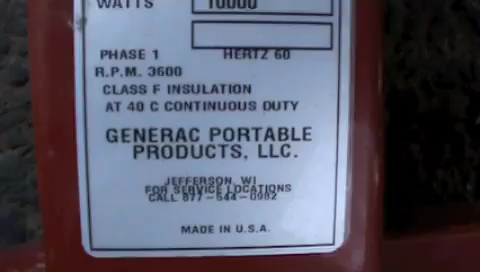 WATTS 10000
PHASE 1 HERTZ 60
R.P.M. 3600
CLASS F INSULATION
AT 40 C CONTINUOUS DUTY
GENERAC PORTABLE
PRODUCTS, LLC.
JEFFERSON, WI
FOR SERVICE LOCATIONS
CALL 877-544-0982
MADE IN U.S.A.